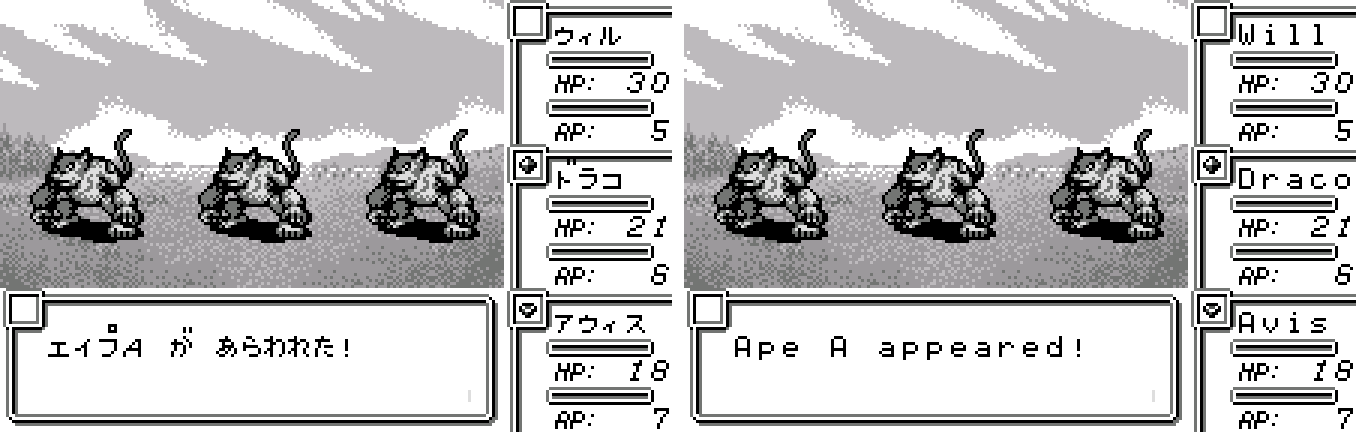 ウィル
HP: 30
AP: 5
ドラコ
HP: 21
AP: 6
アウィス
HP: 18
AP: 7
エイプA が あらわれた!
Will
HP: 30
AP: 5
Draco
HP: 21
AP: 6
Avis
HP: 18
AP: 7
Ape A appeared!